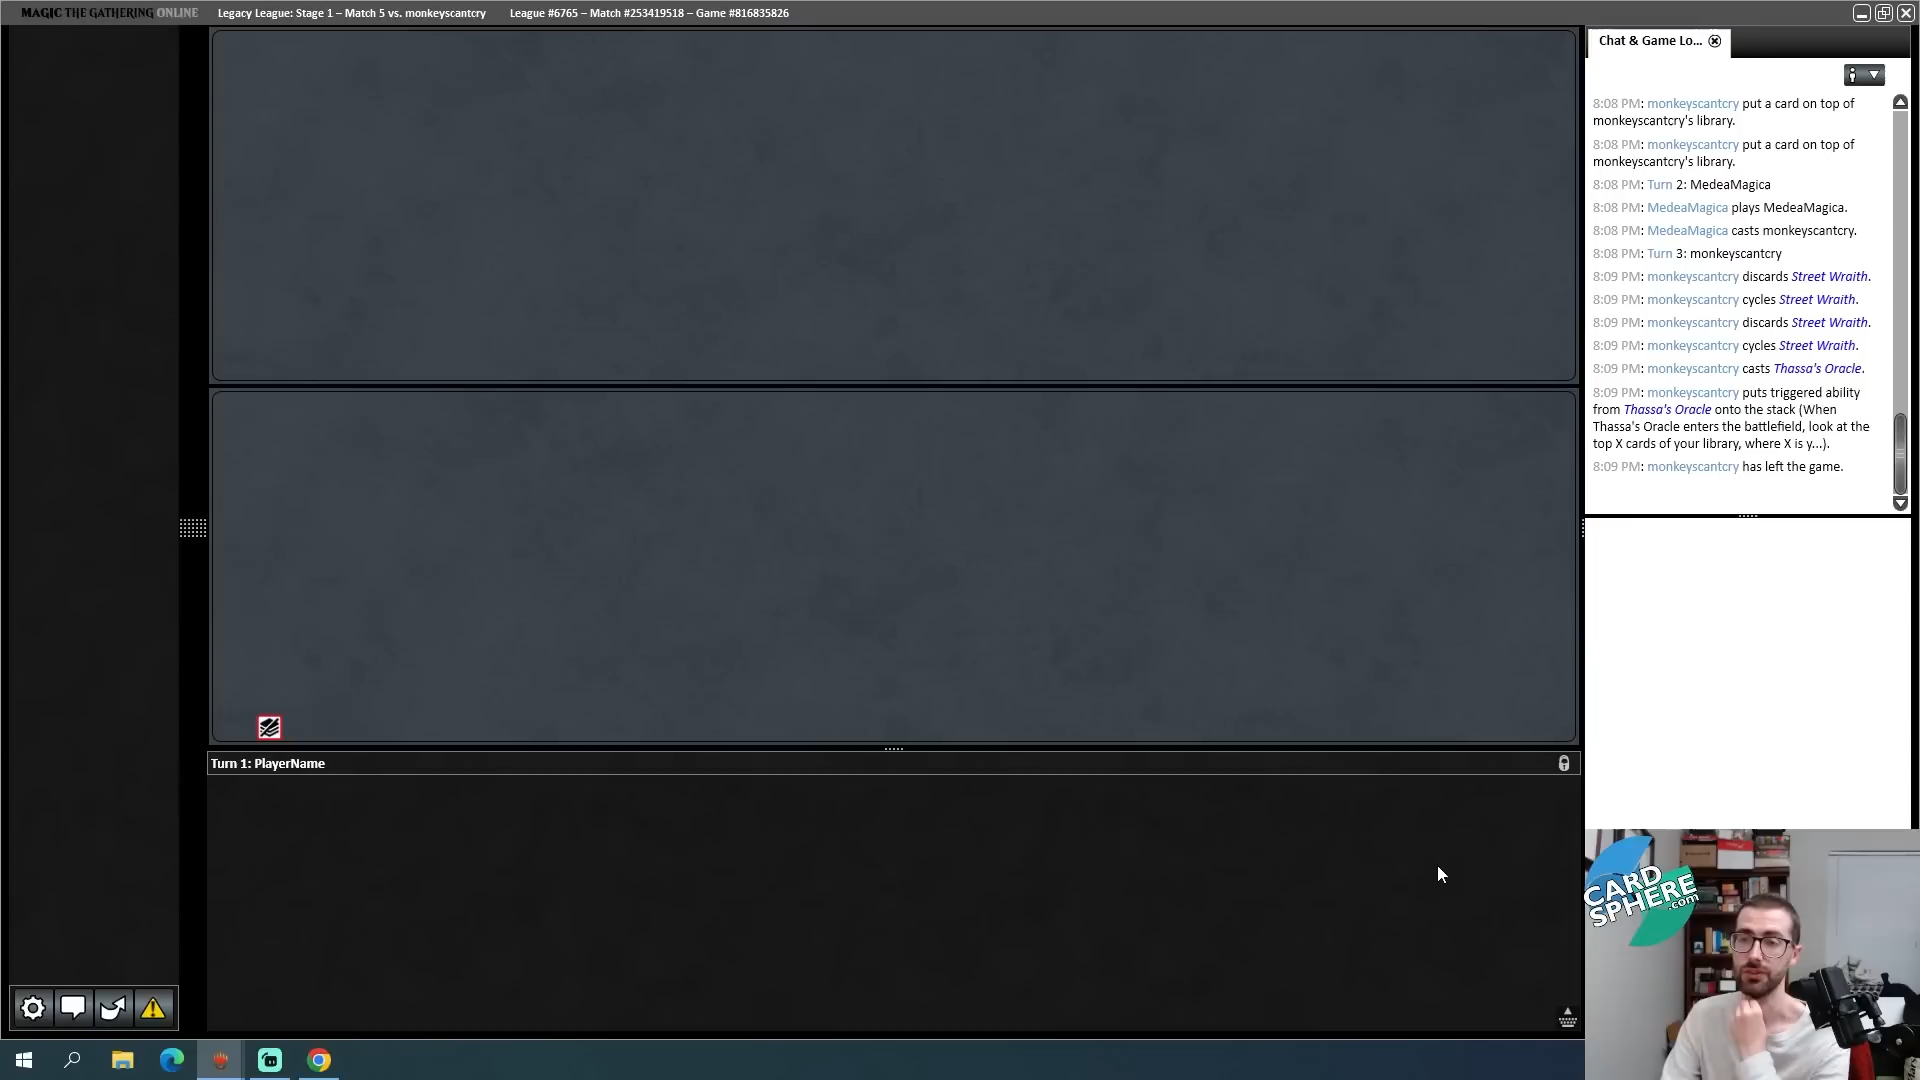 MAGIC THE GATHERING ONLINE
Legacy League: Stage 1 – Match 5 vs. monkeyscantcry
League #6765 – Match #253419518 – Game #816835826
Chat & Game Lo...
8:08 PM: monkeyscantcry put a card on top of
monkeyscantcry's library.
8:08 PM: monkeyscantcry put a card on top of
monkeyscantcry's library.
8:08 PM: Turn 2: MedeaMagica
8:08 PM: MedeaMagica plays MedeaMagica.
8:08 PM: MedeaMagica casts monkeyscantcry.
8:08 PM: Turn 3: monkeyscantcry
8:09 PM: monkeyscantcry discards Street Wraith.
8:09 PM: monkeyscantcry cycles Street Wraith.
8:09 PM: monkeyscantcry discards Street Wraith.
8:09 PM: monkeyscantcry cycles Street Wraith.
8:09 PM: monkeyscantcry casts Thassa's Oracle.
8:09 PM: monkeyscantcry puts triggered ability
from Thassa's Oracle onto the stack (When
Thassa's Oracle enters the battlefield, look at the
top X cards of your library, where X is y...).
8:09 PM: monkeyscantcry has left the game.
Turn 1: PlayerName
CARD
SPHERE
.com